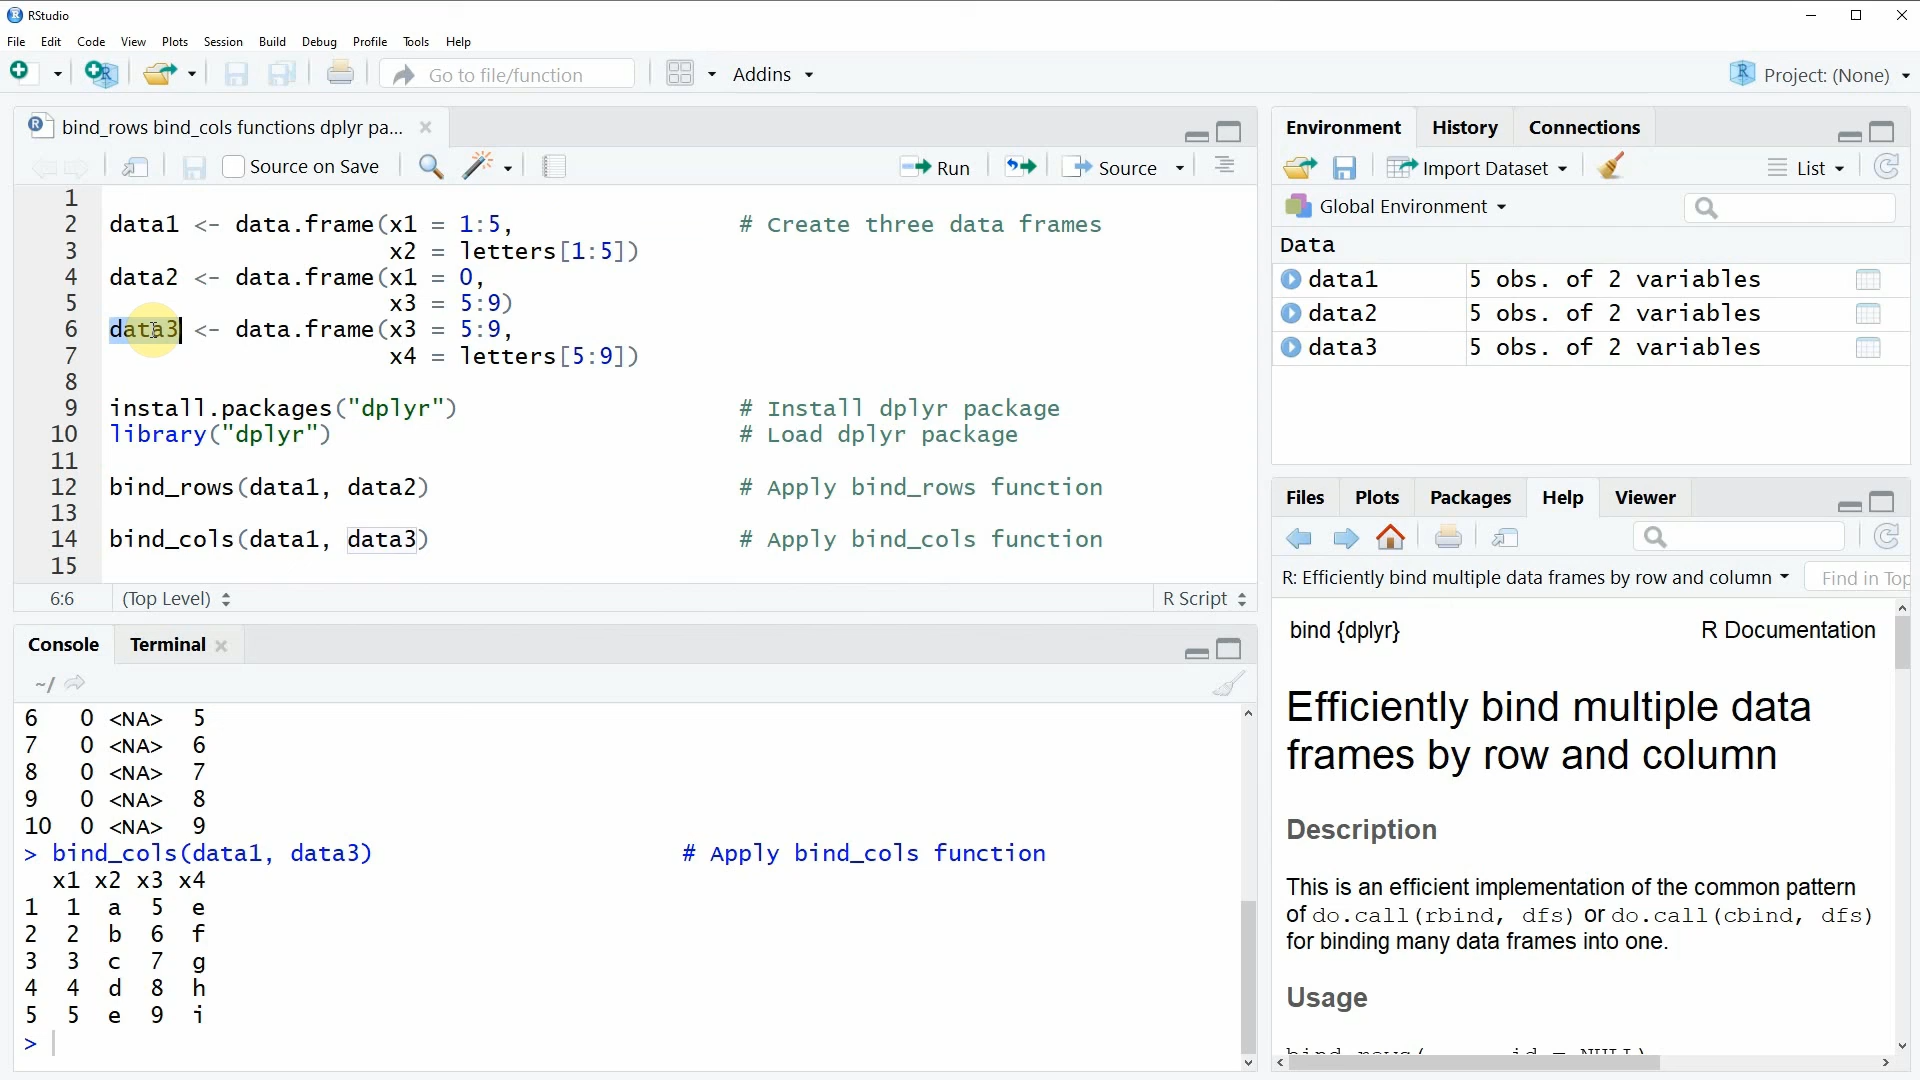 RStudio
File Edit Code View Plots Session Build Debug Profile Tools Help
Go to file/function Addins Project: (None)
bind_rows bind_cols functions dplyr pa...
Source on Save Run Source
1
2 data1 <- data.frame(x1 = 1:5, # Create three data frames
3 x2 = letters[1:5])
4 data2 <- data.frame(x1 = 0,
5 x3 = 5:9)
6 data3 <- data.frame(x3 = 5:9,
7 x4 = letters[5:9])
8
9 install.packages("dplyr") # Install dplyr package
10 library("dplyr") # Load dplyr package
11
12 bind_rows(data1, data2) # Apply bind_rows function
13
14 bind_cols(data1, data3) # Apply bind_cols function
15
6:6 (Top Level) R Script
Console Terminal
~/
6 0 <NA> 5
7 0 <NA> 6
8 0 <NA> 7
9 0 <NA> 8
10 0 <NA> 9
> bind_cols(data1, data3) # Apply bind_cols function
x1 x2 x3 x4
1 1 a 5 e
2 2 b 6 f
3 3 c 7 g
4 4 d 8 h
5 5 e 9 i
>
Environment History Connections
Import Dataset List
Global Environment
Data
data1 5 obs. of 2 variables
data2 5 obs. of 2 variables
data3 5 obs. of 2 variables
Files Plots Packages Help Viewer
R: Efficiently bind multiple data frames by row and column Find in Top
bind {dplyr} R Documentation
Efficiently bind multiple data
frames by row and column
Description
This is an efficient implementation of the common pattern
of do.call(rbind, dfs) or do.call(cbind, dfs)
for binding many data frames into one.
Usage